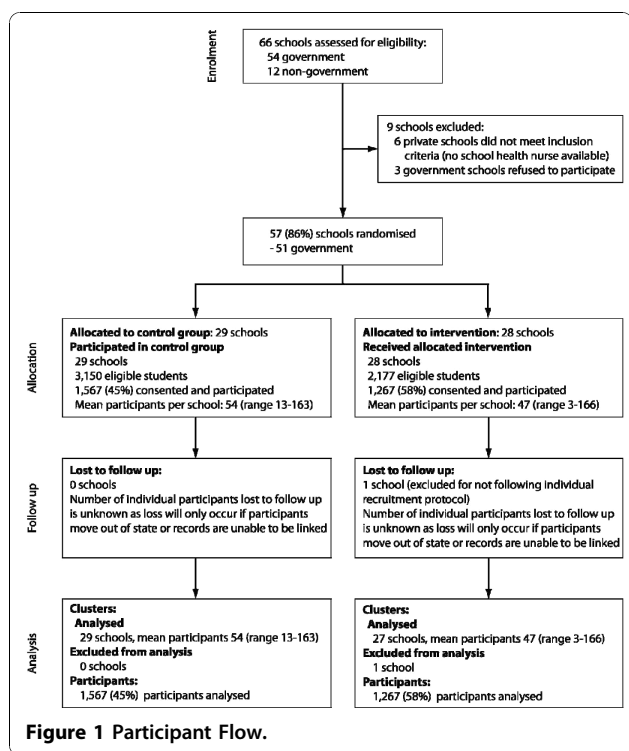 Enrolment
66 schools assessed for eligibility:
54 government
12 non-government
9 schools excluded:
6 private schools did not meet inclusion
criteria (no school health nurse available)
3 government schools refused to participate
57 (86%) schools randomised
- 51 government
Allocation
Allocated to control group: 29 schools
Participated in control group
29 schools
3,150 eligible students
1,567 (45%) consented and participated
Mean participants per school: 54 (range 13-163)
Allocated to intervention: 28 schools
Received allocated intervention
28 schools
2,177 eligible students
1,267 (58%) consented and participated
Mean participants per school: 47 (range 3-166)
Follow up
Lost to follow up:
0 schools
Number of individual participants lost to follow up
is unknown as loss will only occur if participants
move out of state or records are unable to be linked
Lost to follow up:
1 school (excluded for not following individual
recruitment protocol)
Number of individual participants lost to follow up
is unknown as loss will only occur if participants
move out of state or records are unable to be linked
Analysis
Clusters:
Analysed
29 schools, mean participants 54 (range 13-163)
Excluded from analysis
0 schools
Participants:
1,567 (45%) participants analysed
Clusters:
Analysed
27 schools, mean participants 47 (range 3-166)
Excluded from analysis
1 school
Participants:
1,267 (58%) participants analysed
Figure 1 Participant Flow.